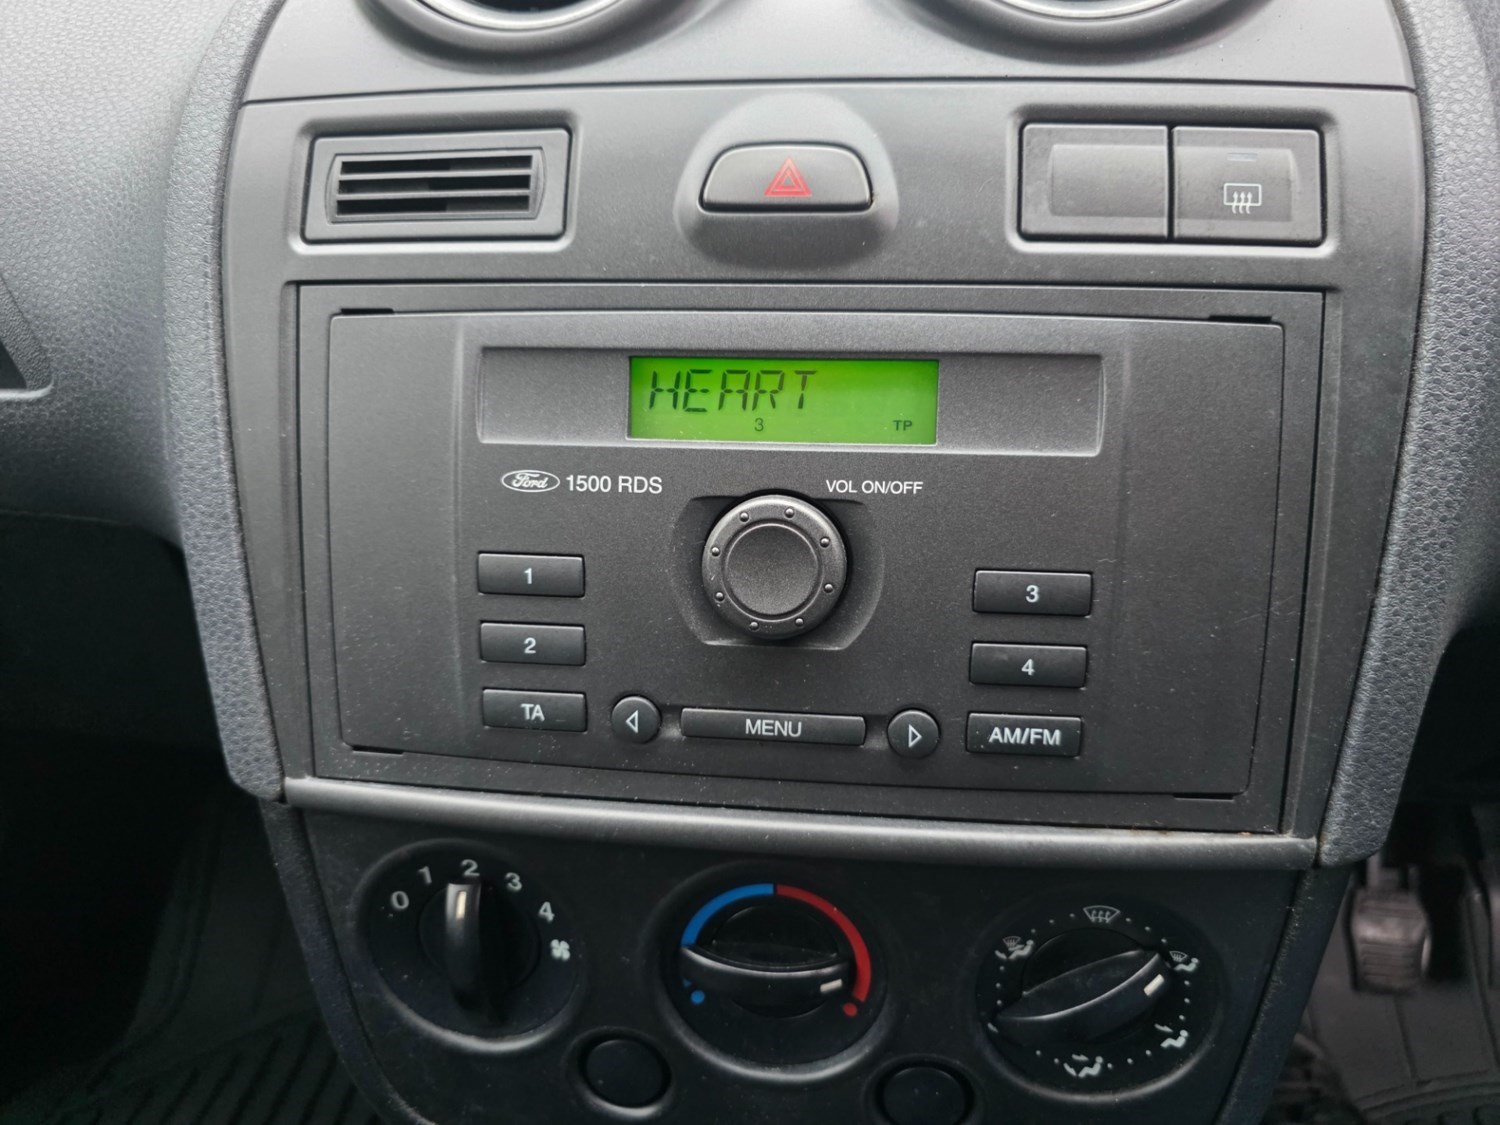 HEART
3 TP
Ford 1500 RDS VOL ON/OFF
1
3
2
4
TA MENU AM/FM
0 1 2 3 4